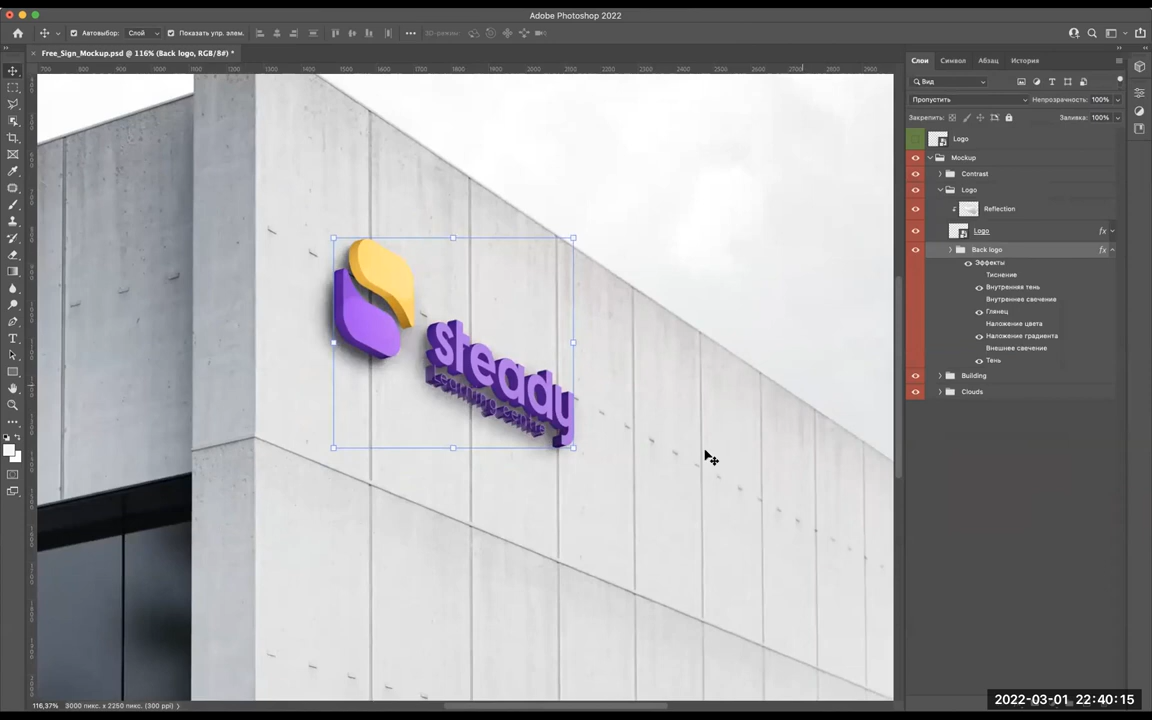 Adobe Photoshop 2022
Автовыбор: Слой Показать упр. элем. 3D-режим:
Free_Sign_Mockup.psd @ 116% (Back logo, RGB/8#) *
Слои Символ Абзац История
Вид
Пропустить Непрозрачность: 100%
Закрепить: Заливка: 100%
Logo
Mockup
Contrast
Logo
Reflection
Logo fx
Back logo fx
Эффекты
Тиснение
Внутренняя тень
Внутреннее свечение
Глянец
Наложение цвета
Наложение градиента
Внешнее свечение
Тень
Building
Clouds
steady
Learning centre
116,37% 3000 пикс. x 2250 пикс. (300 ppi)
2022-03-01 22:40:15